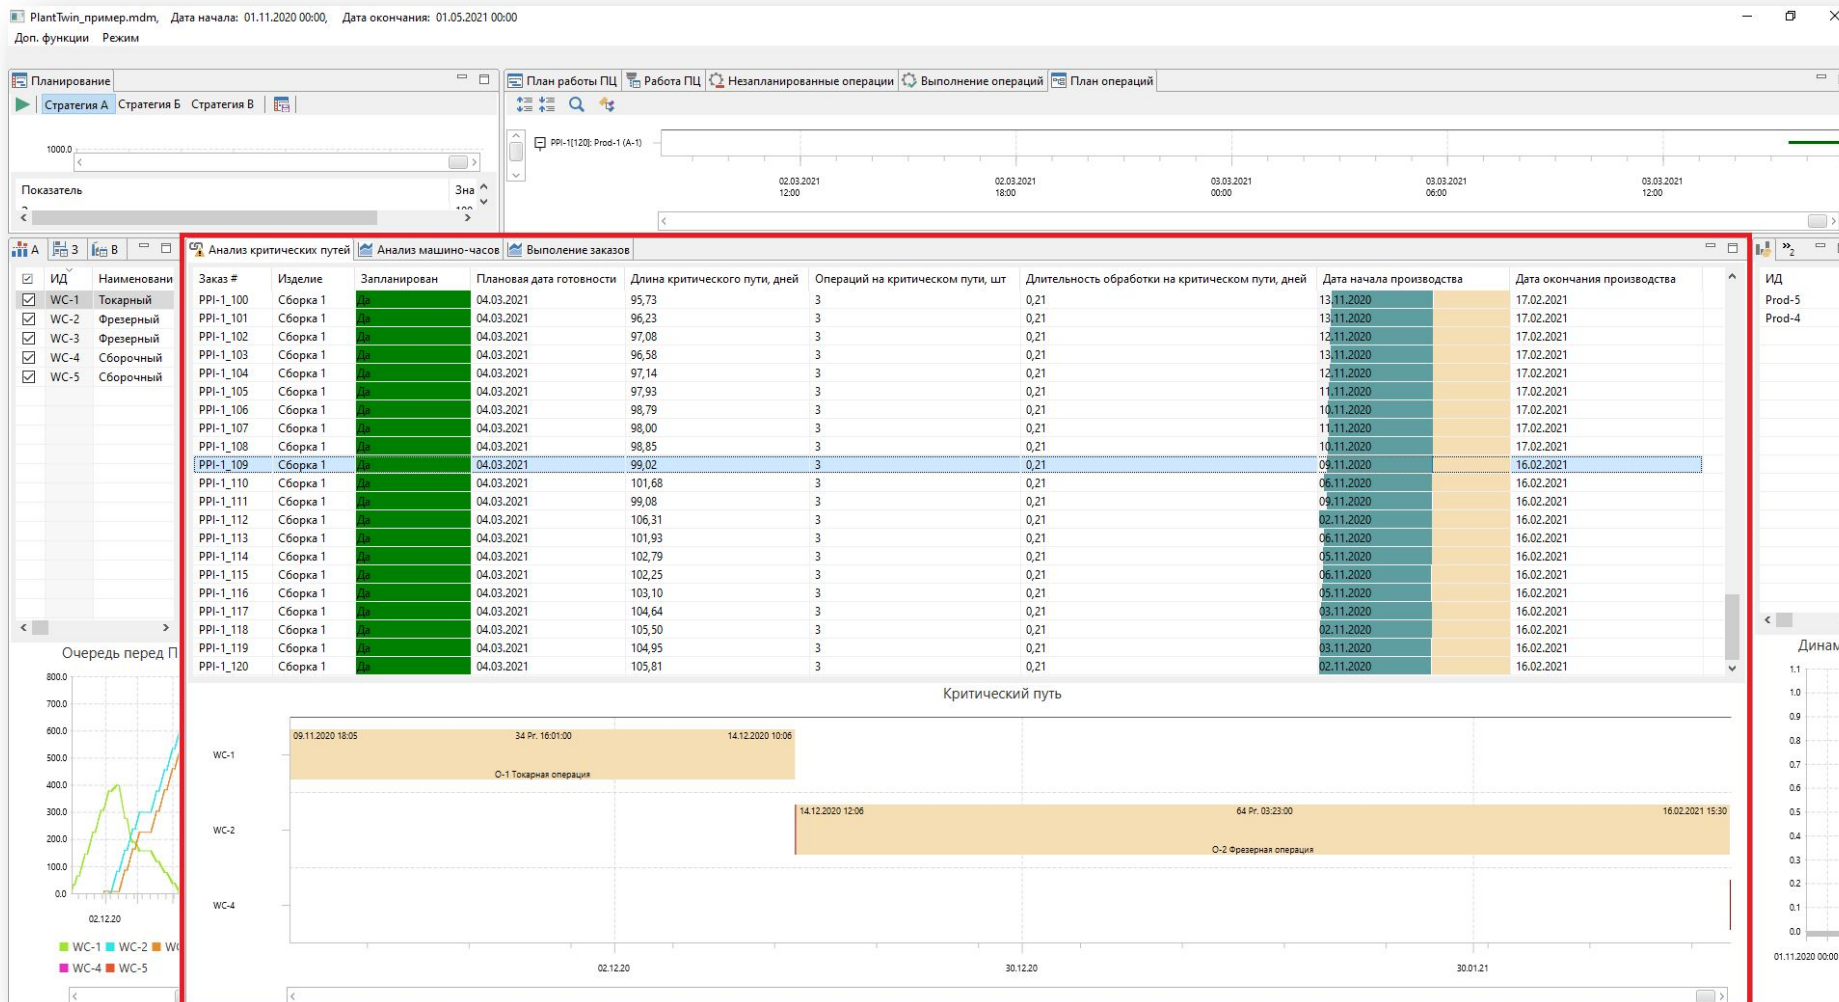 PlantTwin_пример.mdm, Дата начала: 01.11.2020 00:00, Дата окончания: 01.05.2021 00:00
Доп. функции Режим
Планирование
Стратегия А Стратегия Б Стратегия В
1000.0
Показатель Зна
План работы ПЦ Работа ПЦ Незапланированные операции Выполнение операций План операций
PPI-1[120]: Prod-1 (A-1)
02.03.2021 12:00 02.03.2021 18:00 03.03.2021 00:00 03.03.2021 06:00 03.03.2021 12:00
А З В
ИД Наименовани
WC-1 Токарный
WC-2 Фрезерный
WC-3 Фрезерный
WC-4 Сборочный
WC-5 Сборочный
Анализ критических путей Анализ машино-часов Выполение заказов
Заказ # Изделие Запланирован Плановая дата готовности Длина критического пути, дней Операций на критическом пути, шт Длительность обработки на критическом пути, дней Дата начала производства Дата окончания производства
PPI-1_100 Сборка 1 Да 04.03.2021 95,73 3 0,21 13.11.2020 17.02.2021
PPI-1_101 Сборка 1 Да 04.03.2021 96,23 3 0,21 13.11.2020 17.02.2021
PPI-1_102 Сборка 1 Да 04.03.2021 97,08 3 0,21 12.11.2020 17.02.2021
PPI-1_103 Сборка 1 Да 04.03.2021 96,58 3 0,21 13.11.2020 17.02.2021
PPI-1_104 Сборка 1 Да 04.03.2021 97,14 3 0,21 12.11.2020 17.02.2021
PPI-1_105 Сборка 1 Да 04.03.2021 97,93 3 0,21 11.11.2020 17.02.2021
PPI-1_106 Сборка 1 Да 04.03.2021 98,79 3 0,21 10.11.2020 17.02.2021
PPI-1_107 Сборка 1 Да 04.03.2021 98,00 3 0,21 11.11.2020 17.02.2021
PPI-1_108 Сборка 1 Да 04.03.2021 98,85 3 0,21 10.11.2020 17.02.2021
PPI-1_109 Сборка 1 Да 04.03.2021 99,02 3 0,21 09.11.2020 16.02.2021
PPI-1_110 Сборка 1 Да 04.03.2021 101,68 3 0,21 06.11.2020 16.02.2021
PPI-1_111 Сборка 1 Да 04.03.2021 99,08 3 0,21 09.11.2020 16.02.2021
PPI-1_112 Сборка 1 Да 04.03.2021 106,31 3 0,21 02.11.2020 16.02.2021
PPI-1_113 Сборка 1 Да 04.03.2021 101,93 3 0,21 06.11.2020 16.02.2021
PPI-1_114 Сборка 1 Да 04.03.2021 102,79 3 0,21 05.11.2020 16.02.2021
PPI-1_115 Сборка 1 Да 04.03.2021 102,25 3 0,21 06.11.2020 16.02.2021
PPI-1_116 Сборка 1 Да 04.03.2021 103,10 3 0,21 05.11.2020 16.02.2021
PPI-1_117 Сборка 1 Да 04.03.2021 104,64 3 0,21 03.11.2020 16.02.2021
PPI-1_118 Сборка 1 Да 04.03.2021 105,50 3 0,21 02.11.2020 16.02.2021
PPI-1_119 Сборка 1 Да 04.03.2021 104,95 3 0,21 03.11.2020 16.02.2021
PPI-1_120 Сборка 1 Да 04.03.2021 105,81 3 0,21 02.11.2020 16.02.2021
»2
ИД
Prod-5
Prod-4
Очередь перед П
800.0
700.0
600.0
500.0
400.0
300.0
200.0
100.0
0.0
02.12.20
WC-1 WC-2 WC
WC-4 WC-5
Критический путь
WC-1
09.11.2020 18:05 34 Pr. 16:01:00 14.12.2020 10:06
О-1 Токарная операция
WC-2
14.12.2020 12:06 64 Pr. 03:23:00 16.02.2021 15:30
О-2 Фрезерная операция
WC-4
02.12.20 30.12.20 30.01.21
Динам
1.1
1.0
0.9
0.8
0.7
0.6
0.5
0.4
0.3
0.2
0.1
0.0
01.11.2020 00:00